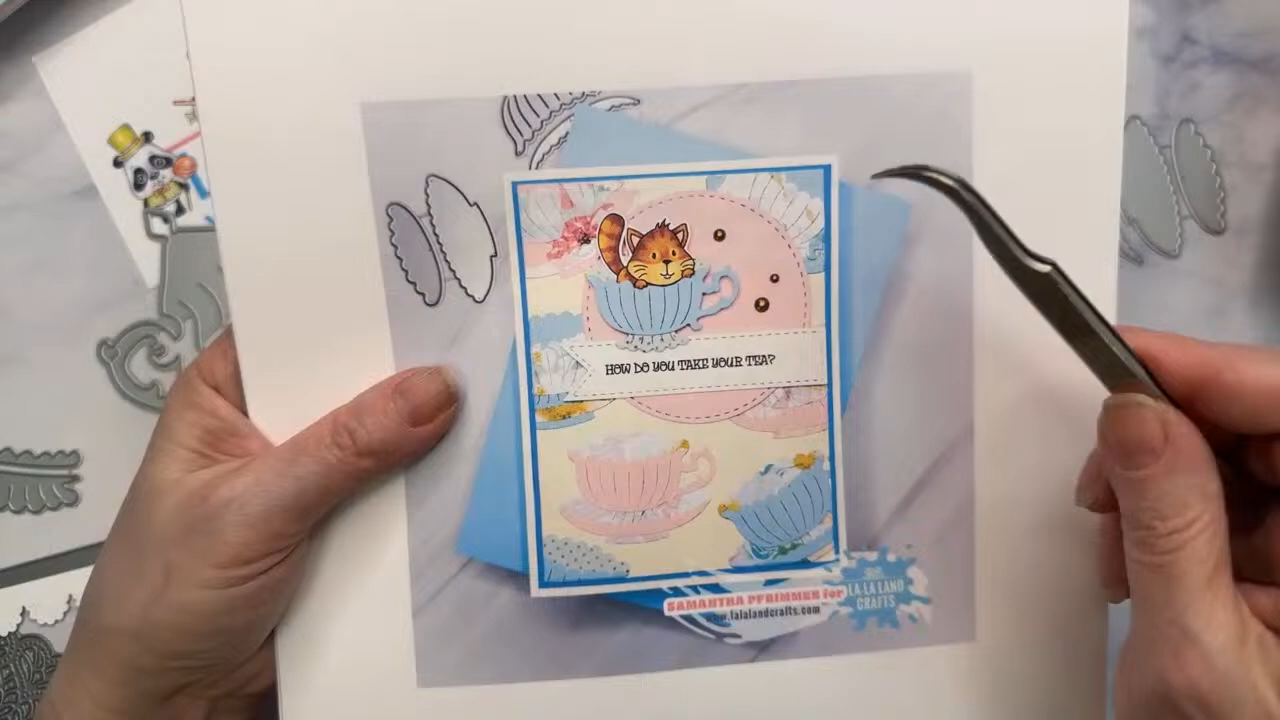 HOW DO YOU TAKE YOUR TEA?
SAMANTHA PFRIMMER for
www.lalalandcrafts.com
LA-LA LAND
CRAFTS